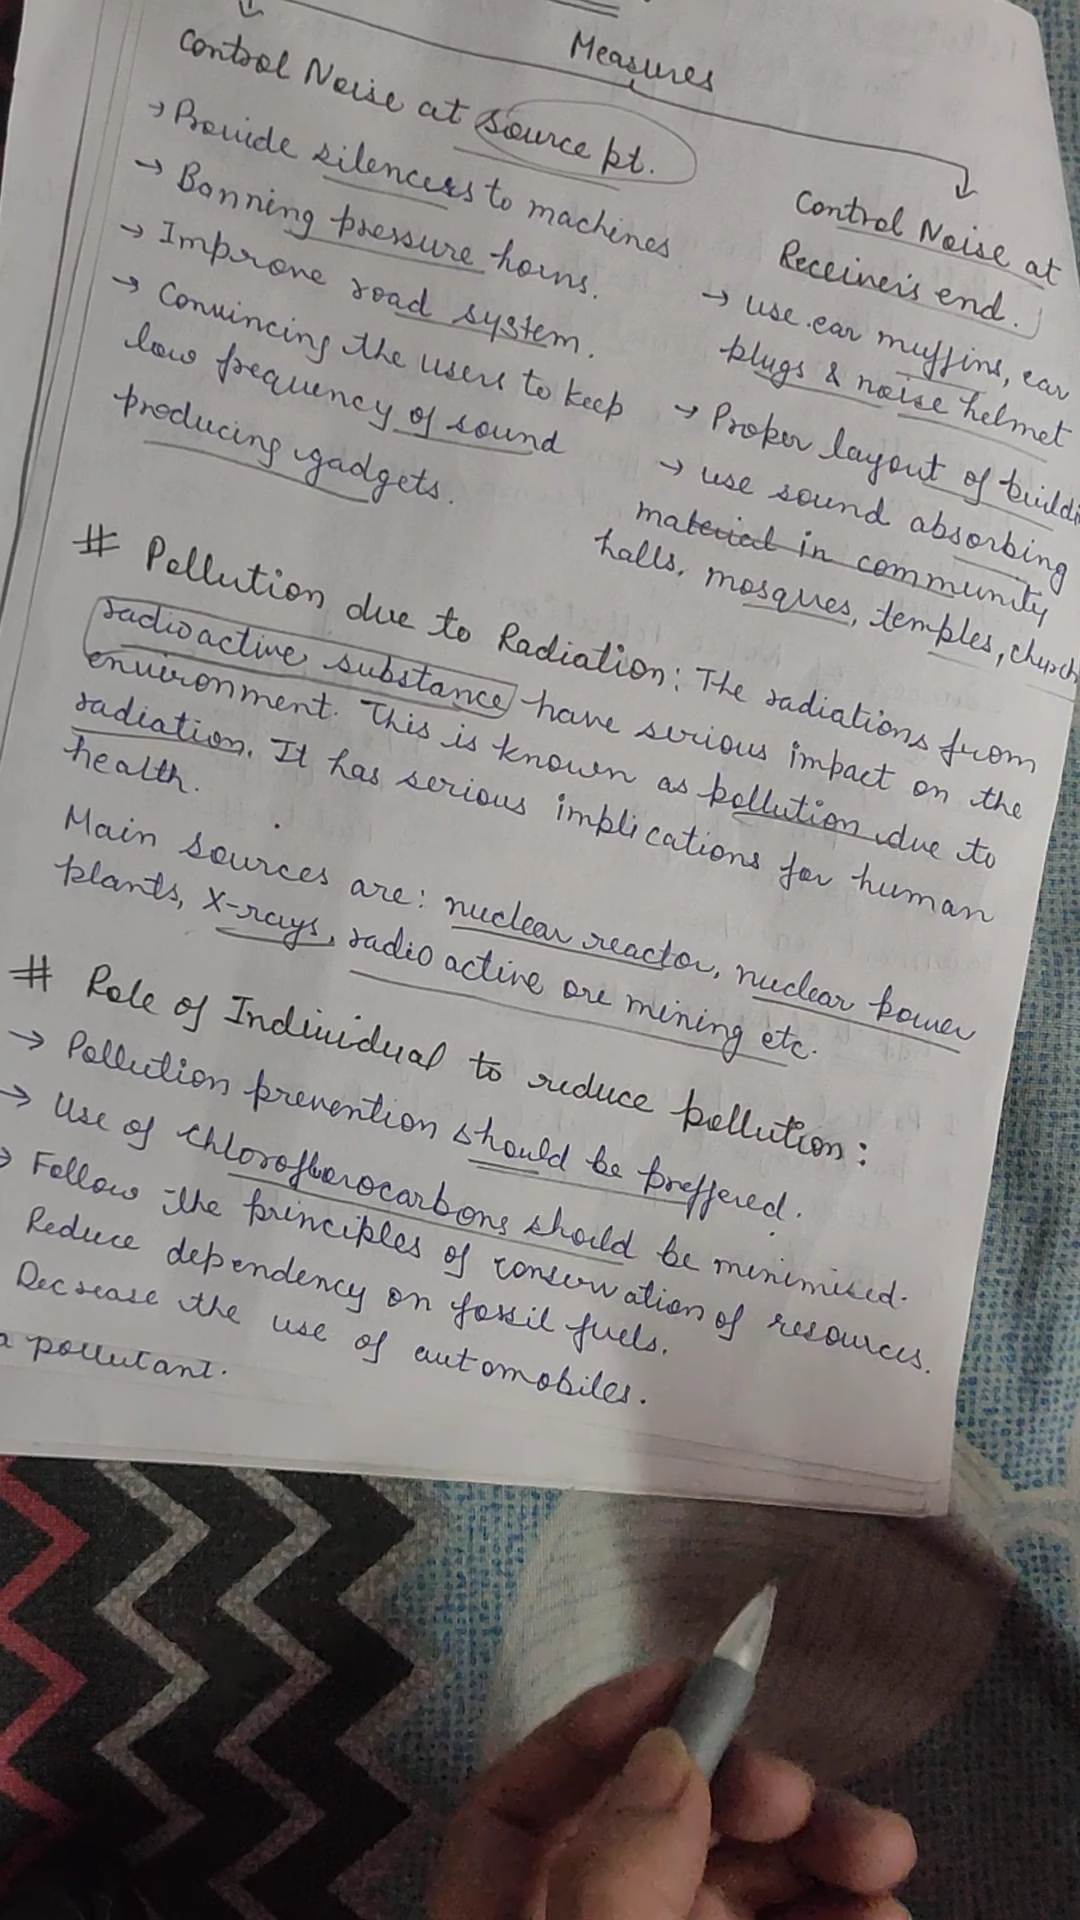 Measures
Control Noise at source pt.
→ Provide silencers to machines
→ Banning pressure horns.
→ Improve road system.
→ Convincing the users to keep
low frequency of sound
producing gadgets.
Control Noise at
Receiver's end.
→ use ear muffins, ear
plugs & noise helmet
→ Proper layout of buildi
→ use sound absorbing
material in community
halls, mosques, temples, church
# Pollution due to Radiation: The radiations from
radioactive substance have serious impact on the
environment. This is known as pollution due to
radiation. It has serious implications for human
health.
Main sources are: nuclear reactor, nuclear power
plants, X-rays, radio active ore mining etc.
# Role of Individual to reduce pollution:
→ Pollution prevention should be preffered.
→ Use of Chlorofluorocarbons should be minimised.
→ Follow the principles of conservation of resources.
Reduce dependency on fossil fuels.
Decrease the use of automobiles.
a pollutant.